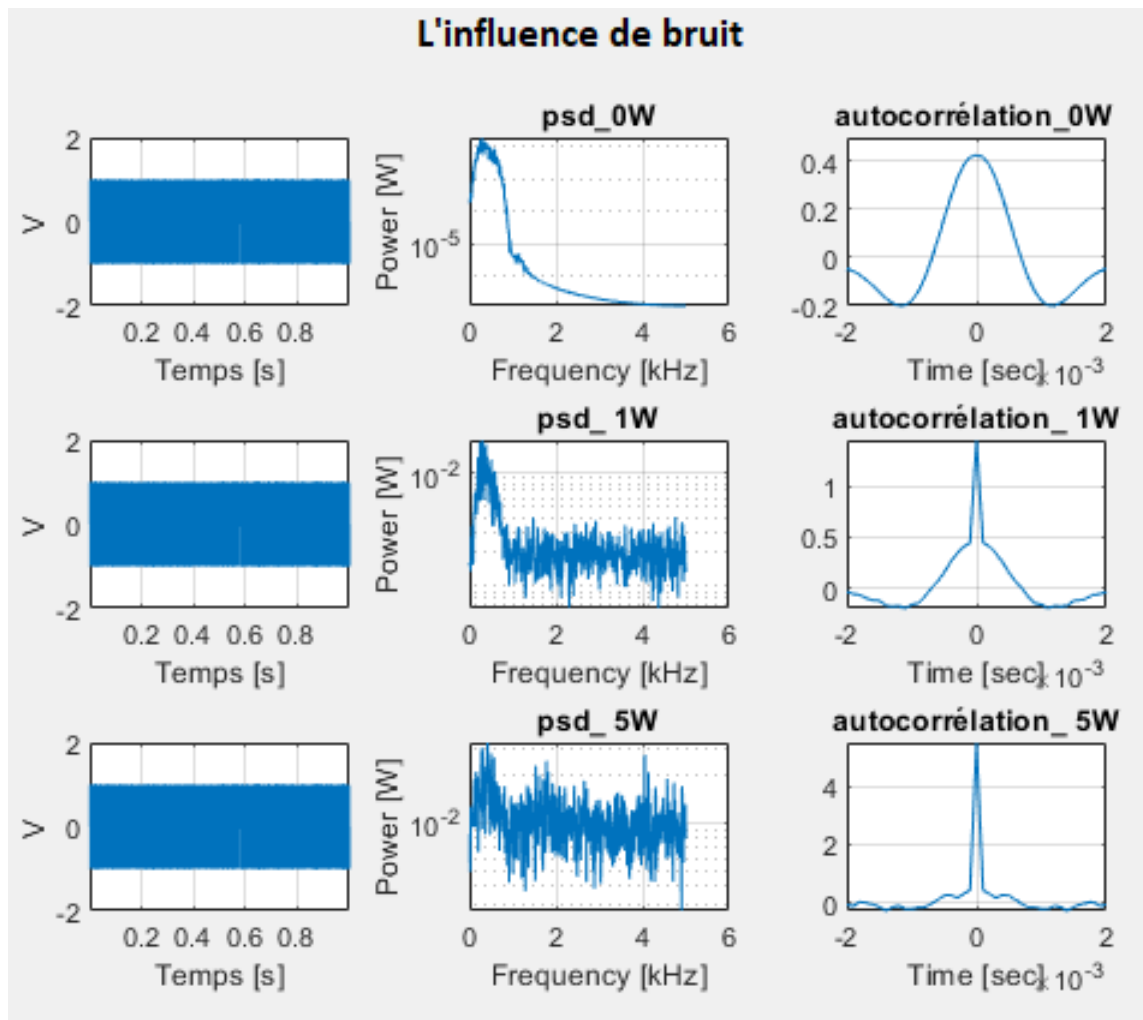 L'influence de bruit
psd_0W
autocorrélation_0W
2
0
-2
V
0.2 0.4 0.6 0.8
Temps [s]
Power [W]
10-5
0 2 4 6
Frequency [kHz]
0.4
0.2
0
-0.2
-2 0 2
Time [sec] × 10-3
psd_ 1W
autocorrélation_ 1W
2
0
-2
V
0.2 0.4 0.6 0.8
Temps [s]
Power [W]
10-2
0 2 4 6
Frequency [kHz]
1
0.5
0
-2 0 2
Time [sec] × 10-3
psd_ 5W
autocorrélation_ 5W
2
0
-2
V
0.2 0.4 0.6 0.8
Temps [s]
Power [W]
10-2
0 2 4 6
Frequency [kHz]
4
2
0
-2 0 2
Time [sec] × 10-3